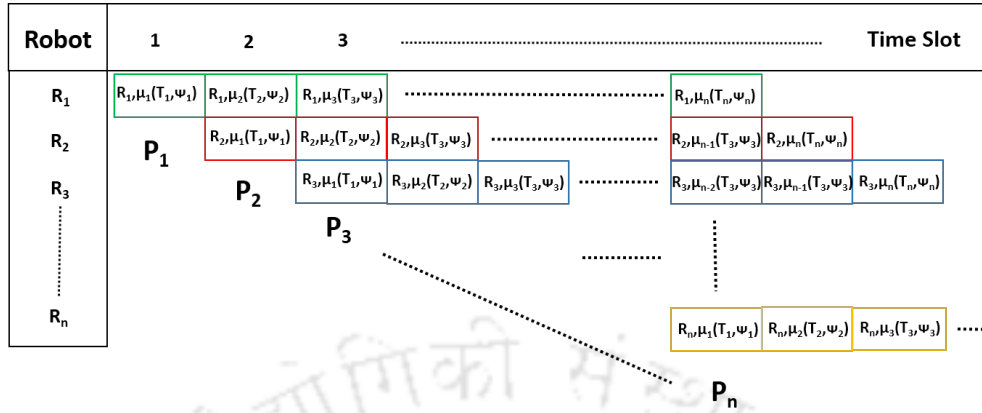 Robot 1 2 3 ........ Time Slot
R₁ R₁,μ₁(T₁,Ψ₁) R₁,μ₂(T₂,Ψ₂) R₁,μ₃(T₃,Ψ₃) ........ R₁,μₙ(Tₙ,Ψₙ)
R₂ P₁ R₂,μ₁(T₁,Ψ₁) R₂,μ₂(T₂,Ψ₂) R₂,μ₃(T₃,Ψ₃) ........ R₂,μₙ₋₁(T₃,Ψ₃) R₂,μₙ(Tₙ,Ψₙ)
R₃ P₂ R₃,μ₁(T₁,Ψ₁) R₃,μ₂(T₂,Ψ₂) R₃,μ₃(T₃,Ψ₃) ........ R₃,μₙ₋₂(T₃,Ψ₃) R₃,μₙ₋₁(T₃,Ψ₃) R₃,μₙ(Tₙ,Ψₙ)
P₃
Rₙ Rₙ,μ₁(T₁,Ψ₁) Rₙ,μ₂(T₂,Ψ₂) Rₙ,μ₃(T₃,Ψ₃) ....
Pₙ